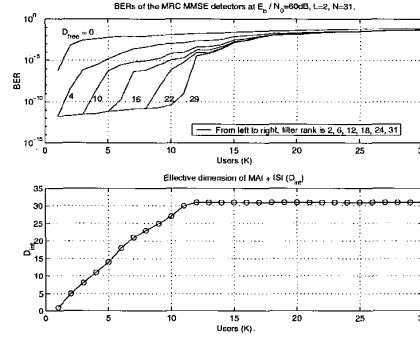 BERs of the MRC MMSE detectors at E_b / N_0=60dB, L=2, N=31.
10^0
D_free = 0
10^-5
BER
4 10 16 22 29
10^-10
From left to right, filter rank is 2, 6, 12, 18, 24, 31
10^-15
0 5 10 15 20 25
Users (K)
Effective dimension of MAI + ISI (D_int)
35
30
25
20
D_int
15
10
5
0
0 5 10 15 20 25
Users (K).